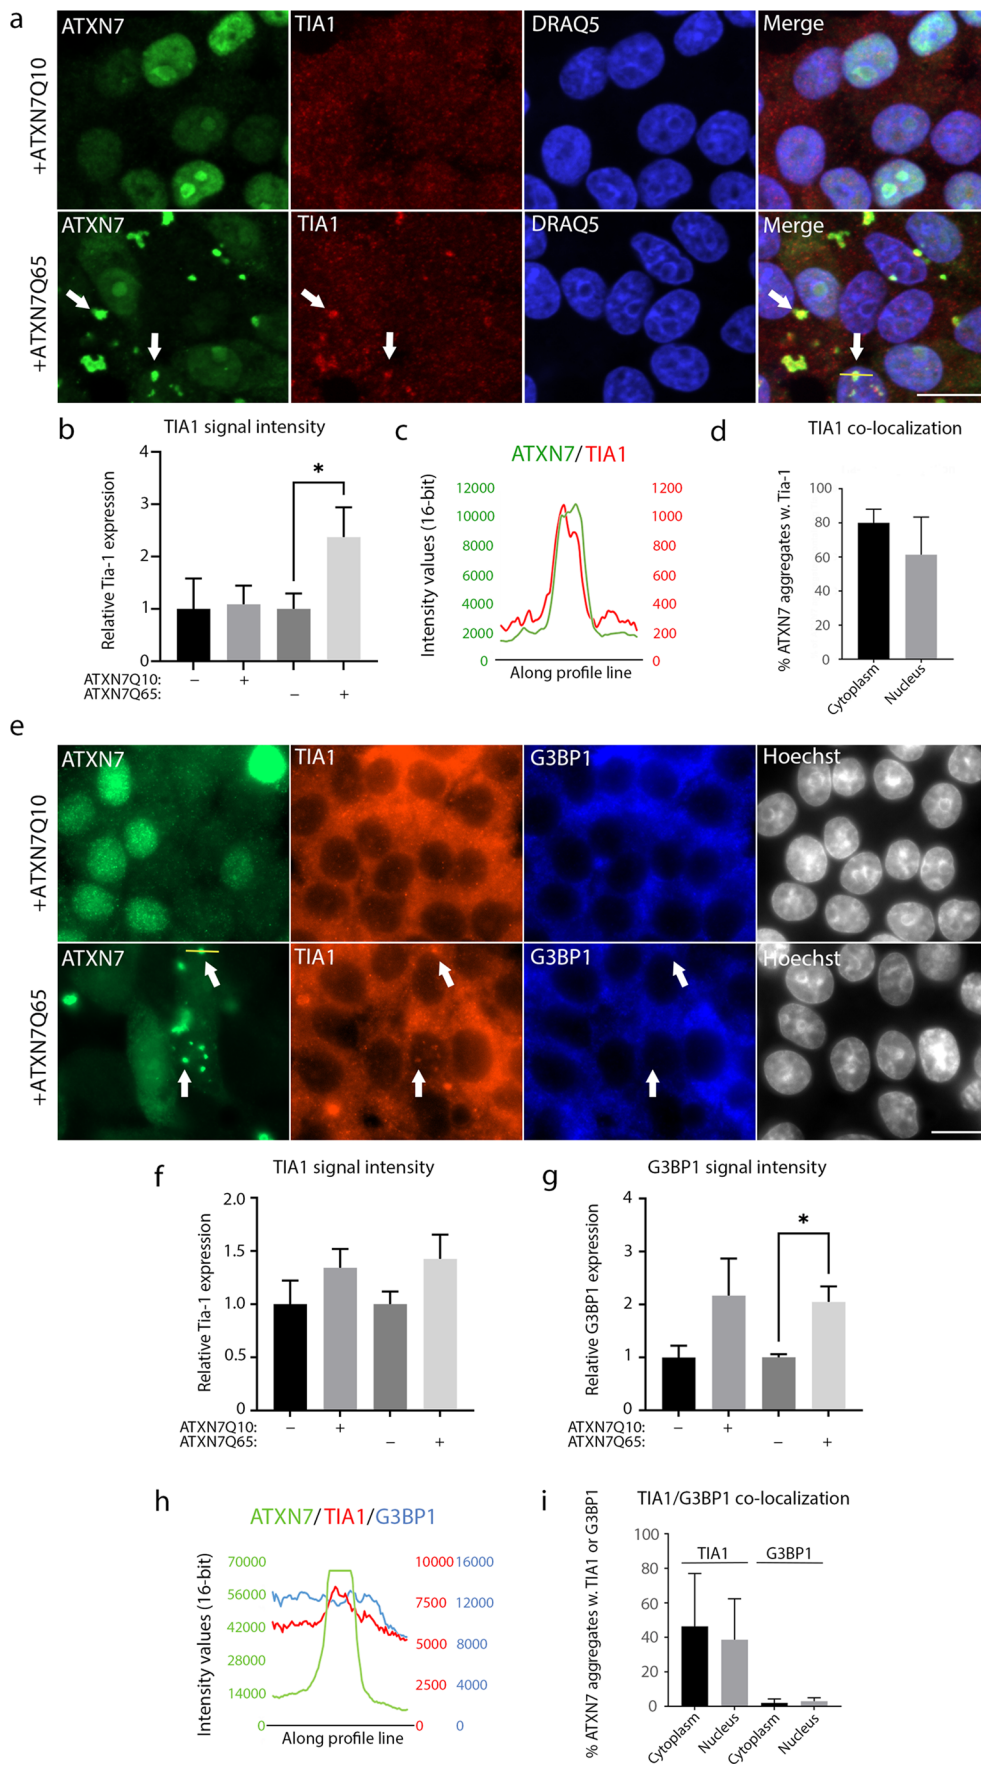 a
ATXN7 TIA1 DRAQ5 Merge
+ATXN7Q10
ATXN7 TIA1 DRAQ5 Merge
+ATXN7Q65
b
TIA1 signal intensity
Relative Tia-1 expression
4
3
2
1
0
ATXN7Q10: – +
ATXN7Q65: – +
*
c
ATXN7/TIA1
Intensity values (16-bit)
12000 1200
10000 1000
8000 800
6000 600
4000 400
2000 200
0 0
Along profile line
d
TIA1 co-localization
% ATXN7 aggregates w. Tia-1
100
80
60
40
20
0
Cytoplasm Nucleus
e
ATXN7 TIA1 G3BP1 Hoechst
+ATXN7Q10
ATXN7 TIA1 G3BP1 Hoechst
+ATXN7Q65
f
TIA1 signal intensity
Relative Tia-1 expression
2.0
1.5
1.0
0.5
0
ATXN7Q10: – +
ATXN7Q65: – +
g
G3BP1 signal intensity
Relative G3BP1 expression
4
3
2
1
0
*
ATXN7Q10: – +
ATXN7Q65: – +
h
ATXN7/TIA1/G3BP1
Intensity values (16-bit)
70000 10000 16000
56000 7500 12000
42000 5000 8000
28000 2500 4000
14000
0 0 0
Along profile line
i
TIA1/G3BP1 co-localization
% ATXN7 aggregates w. TIA1 or G3BP1
100
80
60
40
20
0
TIA1 G3BP1
Cytoplasm Nucleus Cytoplasm Nucleus